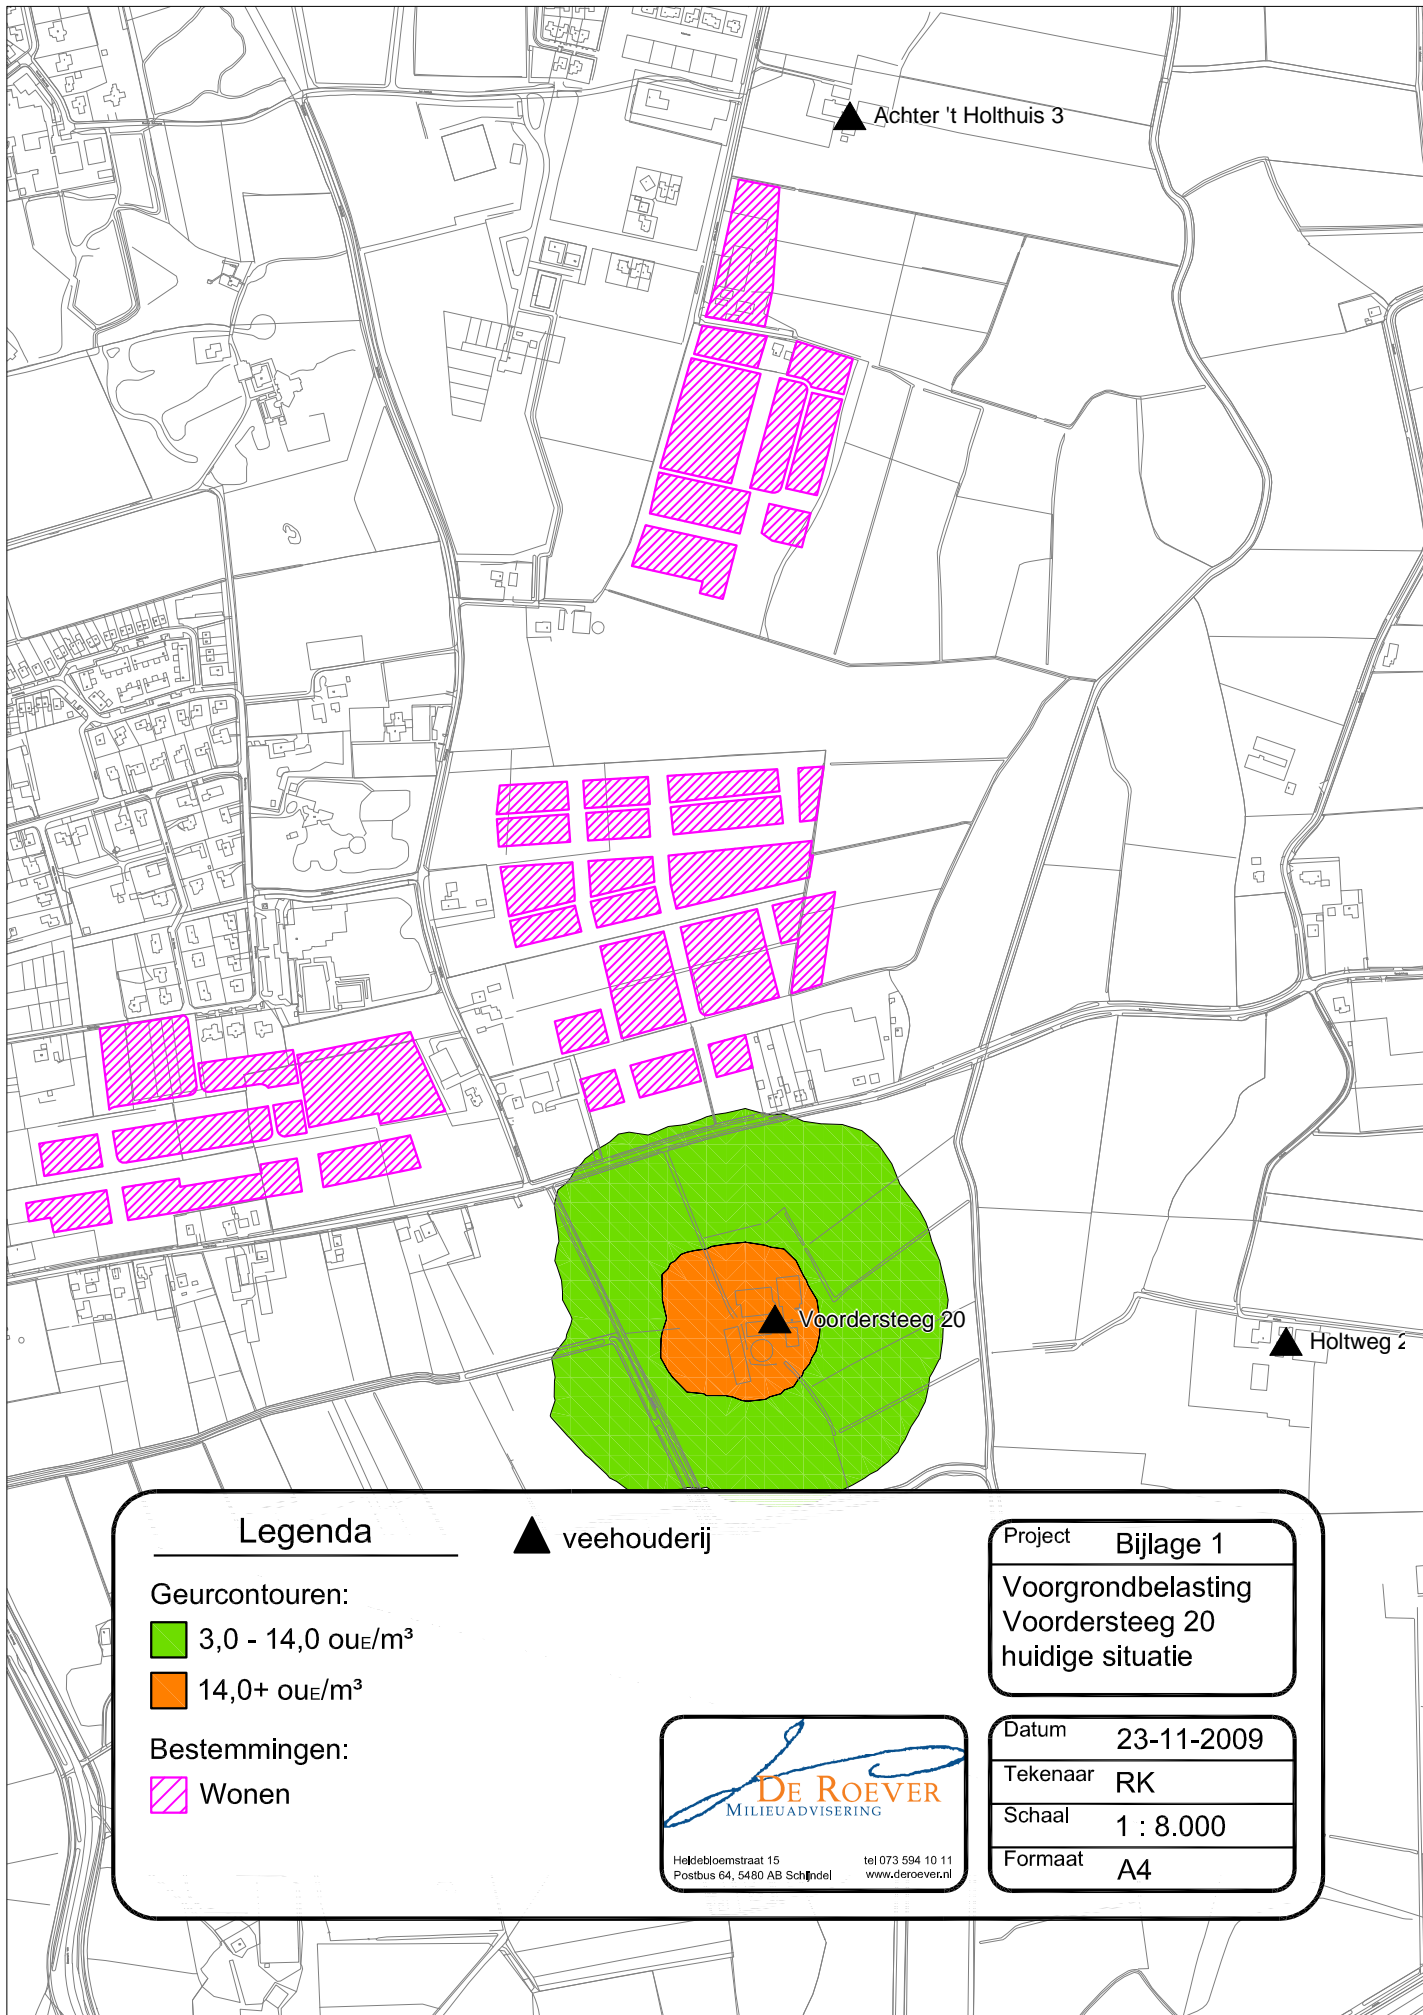 Achter 't Holthuis 3
Voordersteeg 20
Holtweg 2
Legenda
veehouderij
Geurcontouren:
3,0 - 14,0 ouE/m³
14,0+ ouE/m³
Bestemmingen:
Wonen
Project Bijlage 1
Voorgrondbelasting
Voordersteeg 20
huidige situatie
DE ROEVER
MILIEUADVISERING
Heidebloemstraat 15 tel 073 594 10 11
Postbus 64, 5480 AB Schijndel www.deroever.nl
Datum 23-11-2009
Tekenaar RK
Schaal 1 : 8.000
Formaat A4